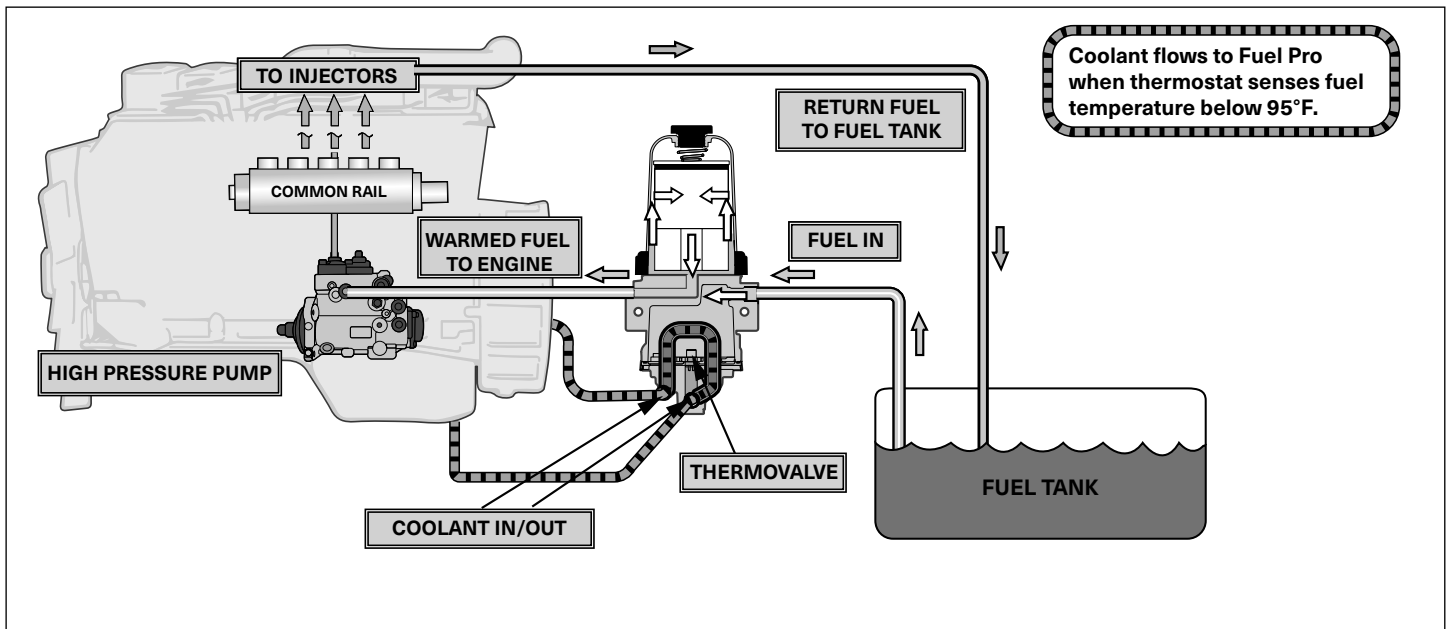 TO INJECTORS
Coolant flows to Fuel Pro
when thermostat senses fuel
temperature below 95°F.
RETURN FUEL
TO FUEL TANK
COMMON RAIL
WARMED FUEL
TO ENGINE
FUEL IN
HIGH PRESSURE PUMP
THERMOVALVE
FUEL TANK
COOLANT IN/OUT